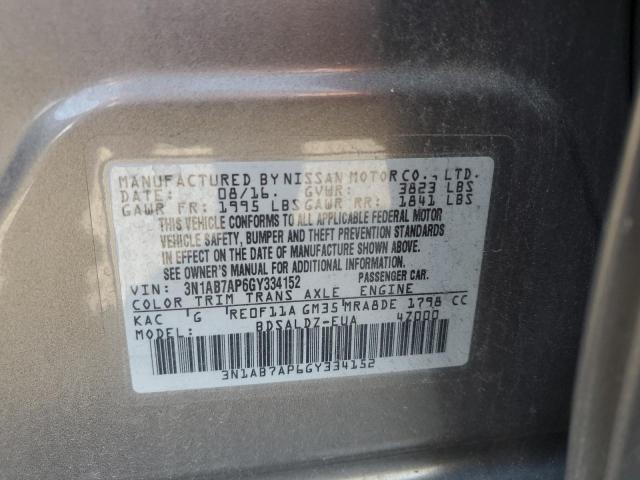 MANUFACTURED BY NISSAN MOTOR CO., LTD.
DATE: 08/16. GVWR: 3823 LBS
GAWR FR: 1995 LBS GAWR RR: 1841 LBS
THIS VEHICLE CONFORMS TO ALL APPLICABLE FEDERAL MOTOR
VEHICLE SAFETY, BUMPER AND THEFT PREVENTION STANDARDS
IN EFFECT ON THE DATE OF MANUFACTURE SHOWN ABOVE.
SEE OWNER'S MANUAL FOR ADDITIONAL INFORMATION.
VIN: 3N1AB7AP6GY334152 PASSENGER CAR.
COLOR TRIM TRANS AXLE ENGINE
KAC G RE0F11A GM35 MRA8DE 1798 CC
MODEL: BDSALDZ-EUA 4Z000
3N1AB7AP6GY334152